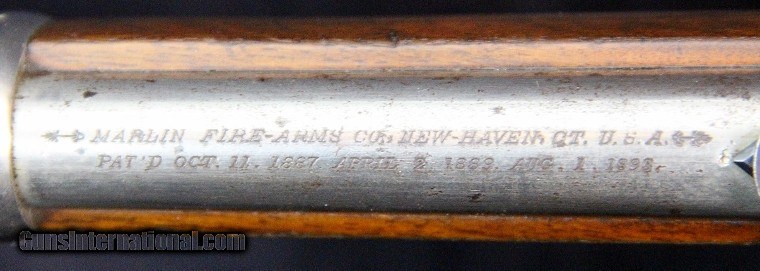 MARLIN FIRE-ARMS CO. NEW-HAVEN. CT. U.S.A.
PAT'D OCT. 11. 1887. APRIL 2. 1889. AUG. 1. 1893.
GunsInternational.com